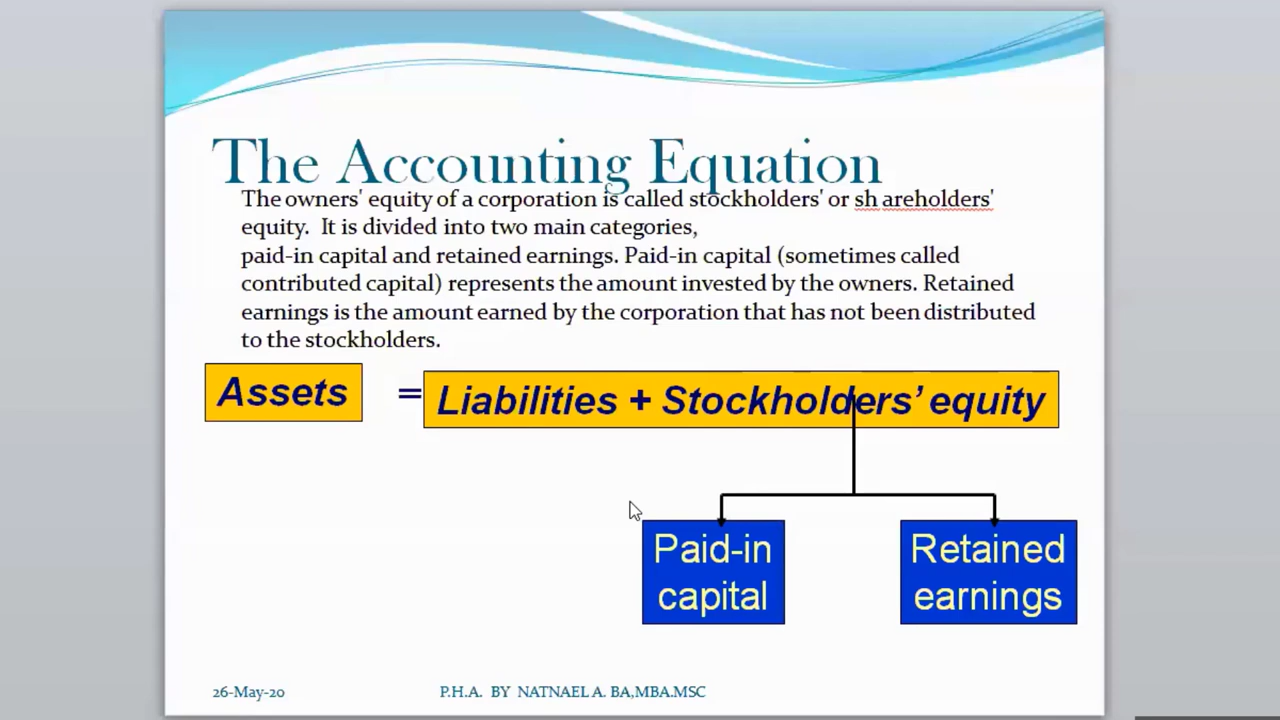 The Accounting Equation
The owners' equity of a corporation is called stockholders' or sh areholders'
equity. It is divided into two main categories,
paid-in capital and retained earnings. Paid-in capital (sometimes called
contributed capital) represents the amount invested by the owners. Retained
earnings is the amount earned by the corporation that has not been distributed
to the stockholders.
Assets = Liabilities + Stockholders' equity
Paid-in
capital
Retained
earnings
26-May-20 P.H.A. BY NATNAEL A. BA,MBA.MSC